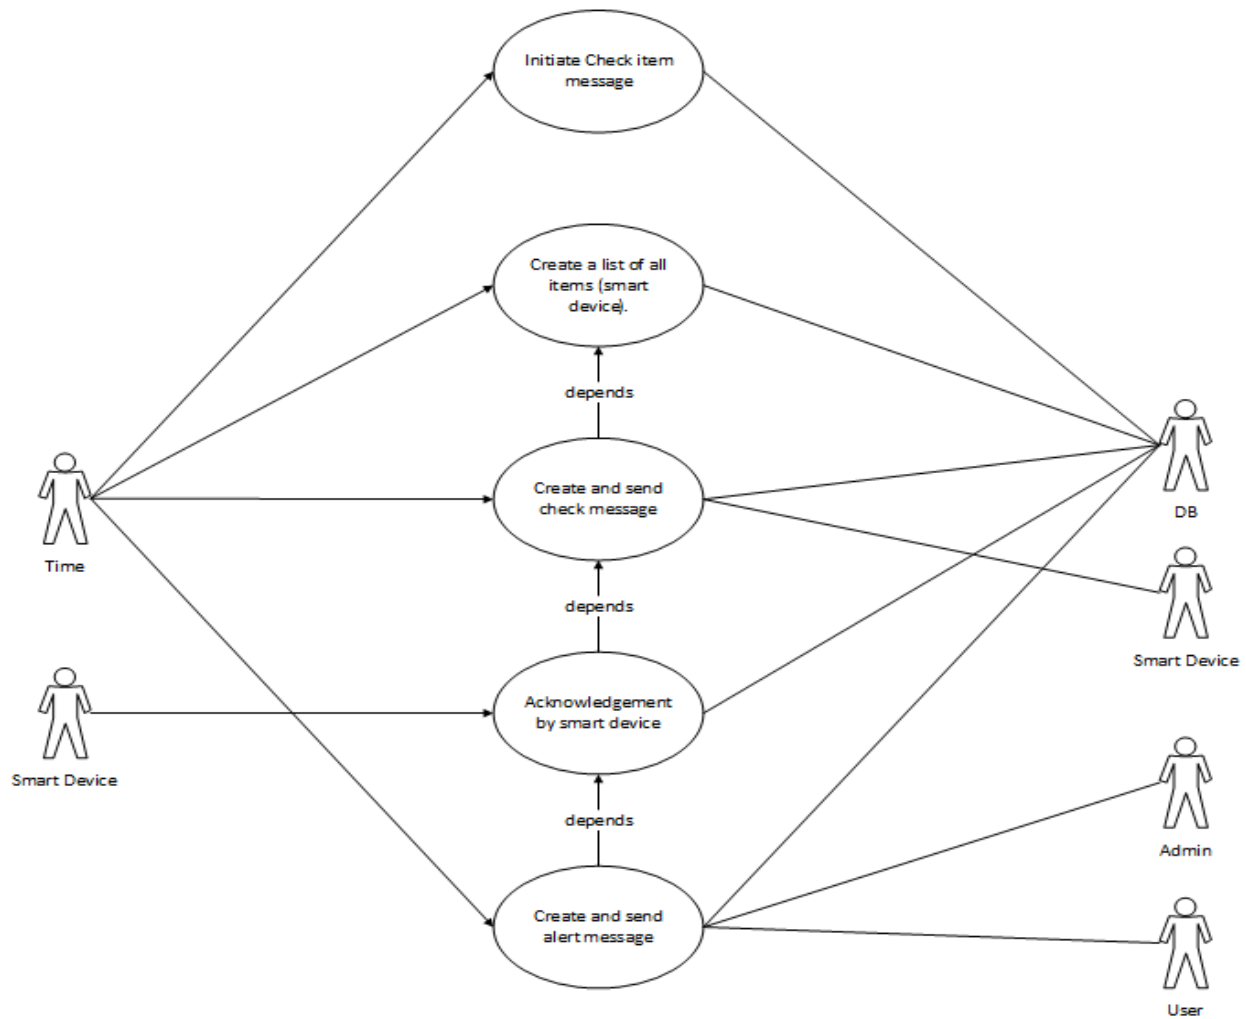 Initiate Check item
message
Create a list of all
items (smart
device).
depends
Create and send
check message
Time
DB
depends
Smart Device
Acknowledgement
by smart device
Smart Device
depends
Admin
Create and send
alert message
User